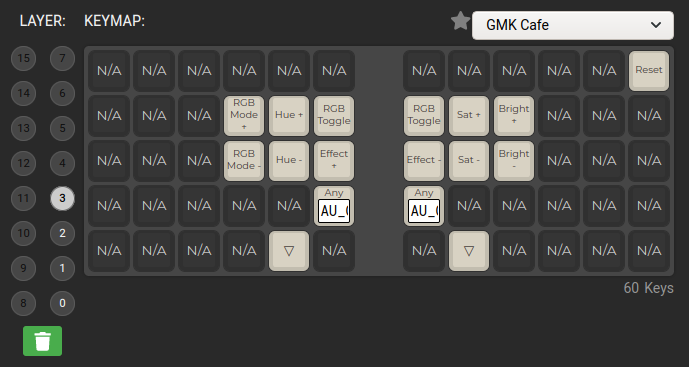 LAYER: KEYMAP: GMK Cafe
15 7 N/A N/A N/A N/A N/A N/A N/A N/A N/A N/A N/A Reset
14 6 N/A N/A N/A RGB Mode + Hue + RGB Toggle RGB Toggle Sat + Bright + N/A N/A N/A
13 5
12 4 N/A N/A N/A RGB Mode - Hue - Effect + Effect - Sat - Bright - N/A N/A N/A
11 3 N/A N/A N/A N/A N/A Any AU_ Any AU_ N/A N/A N/A N/A N/A
10 2
9 1 N/A N/A N/A N/A ▽ N/A N/A ▽ N/A N/A N/A N/A
8 0
60 Keys